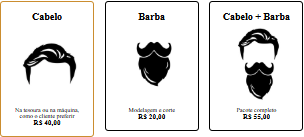 Cabelo
Na tesoura ou na máquina,
como o cliente preferir
R$ 40,00
Barba
Modelagem e corte
R$ 20,00
Cabelo + Barba
Pacote completo
R$ 55,00